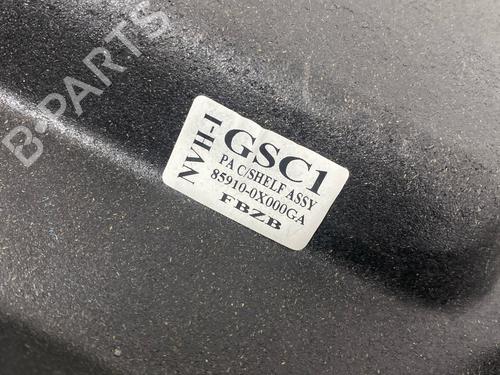 B-PARTS
NVH-I
GSC1
PA C/SHELF ASSY
85910-0X000GA
FBZB